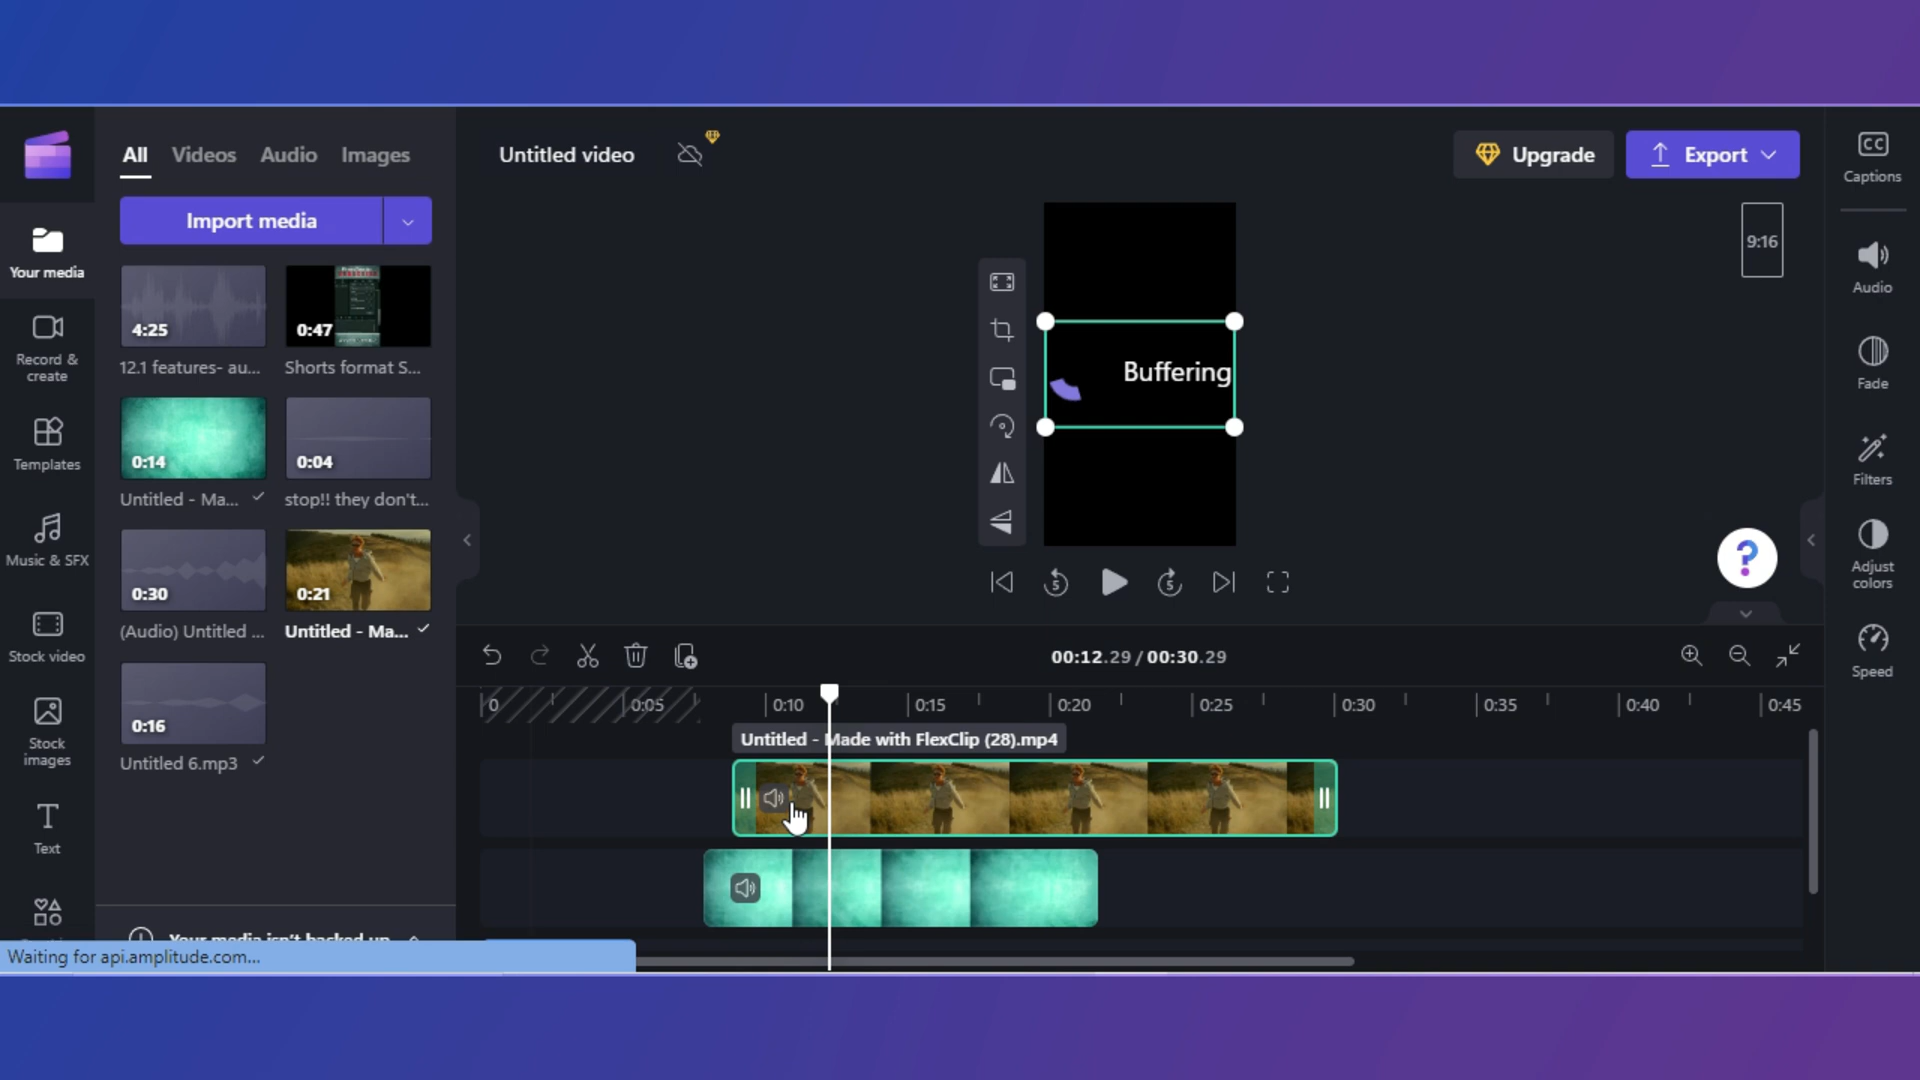 All Videos Audio Images
Untitled video
Upgrade
Export
CC
Captions
Import media
9:16
Your media
Audio
4:25
0:47
12.1 features- au...
Shorts format S...
Record &
create
Buffering
Fade
0:14
0:04
Templates
Filters
Untitled - Ma...
stop!! they don't...
Music & SFX
?
Adjust
colors
0:30
0:21
(Audio) Untitled ...
Untitled - Ma...
5
5
Stock video
00:12.29 / 00:30.29
Speed
0
0:05
0:10
0:15
0:20
0:25
0:30
0:35
0:40
0:45
0:16
Stock
images
Untitled 6.mp3
Untitled - Made with FlexClip (28).mp4
T
Text
Your media isn't backed up
Waiting for api.amplitude.com...